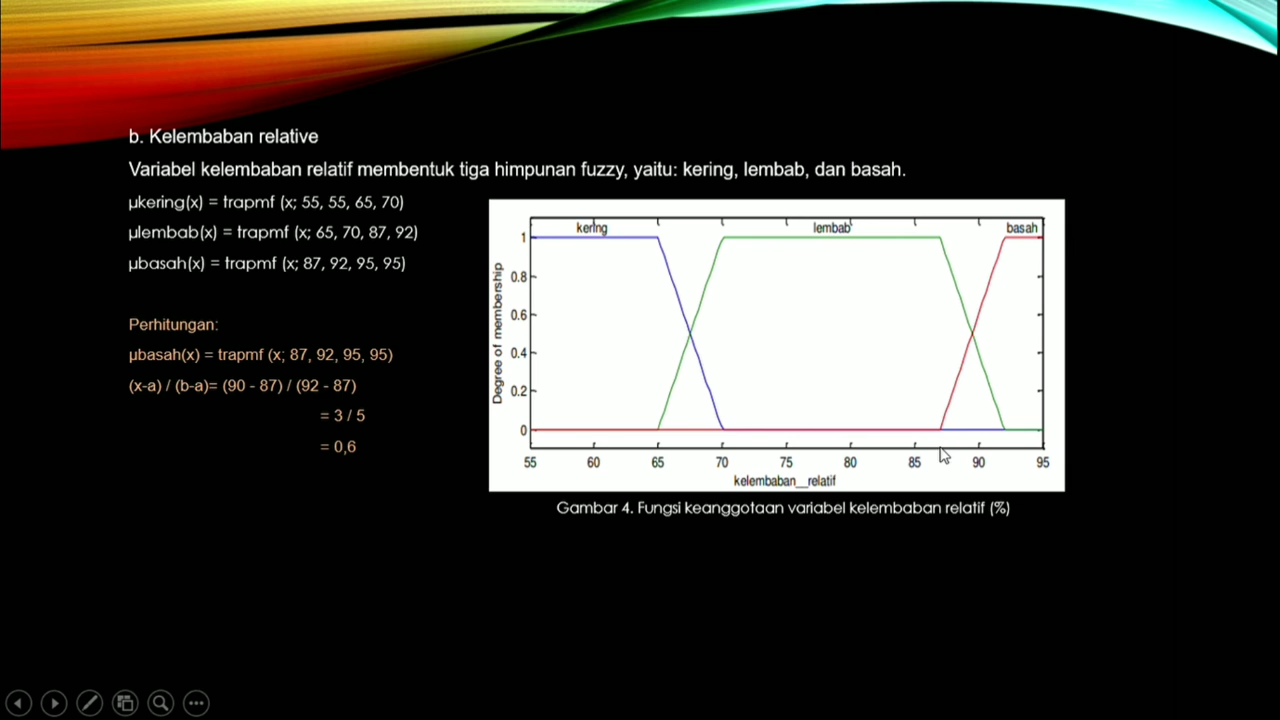 b. Kelembaban relative
Variabel kelembaban relatif membentuk tiga himpunan fuzzy, yaitu: kering, lembab, dan basah.
µkering(x) = trapmf (x; 55, 55, 65, 70)
µlembab(x) = trapmf (x; 65, 70, 87, 92)
µbasah(x) = trapmf (x; 87, 92, 95, 95)
Perhitungan:
µbasah(x) = trapmf (x; 87, 92, 95, 95)
(x-a) / (b-a)= (90 - 87) / (92 - 87)
= 3 / 5
= 0,6
kering lembab basah
Degree of membership
1
0.8
0.6
0.4
0.2
0
55 60 65 70 75 80 85 90 95
kelembaban__relatif
Gambar 4. Fungsi keanggotaan variabel kelembaban relatif (%)